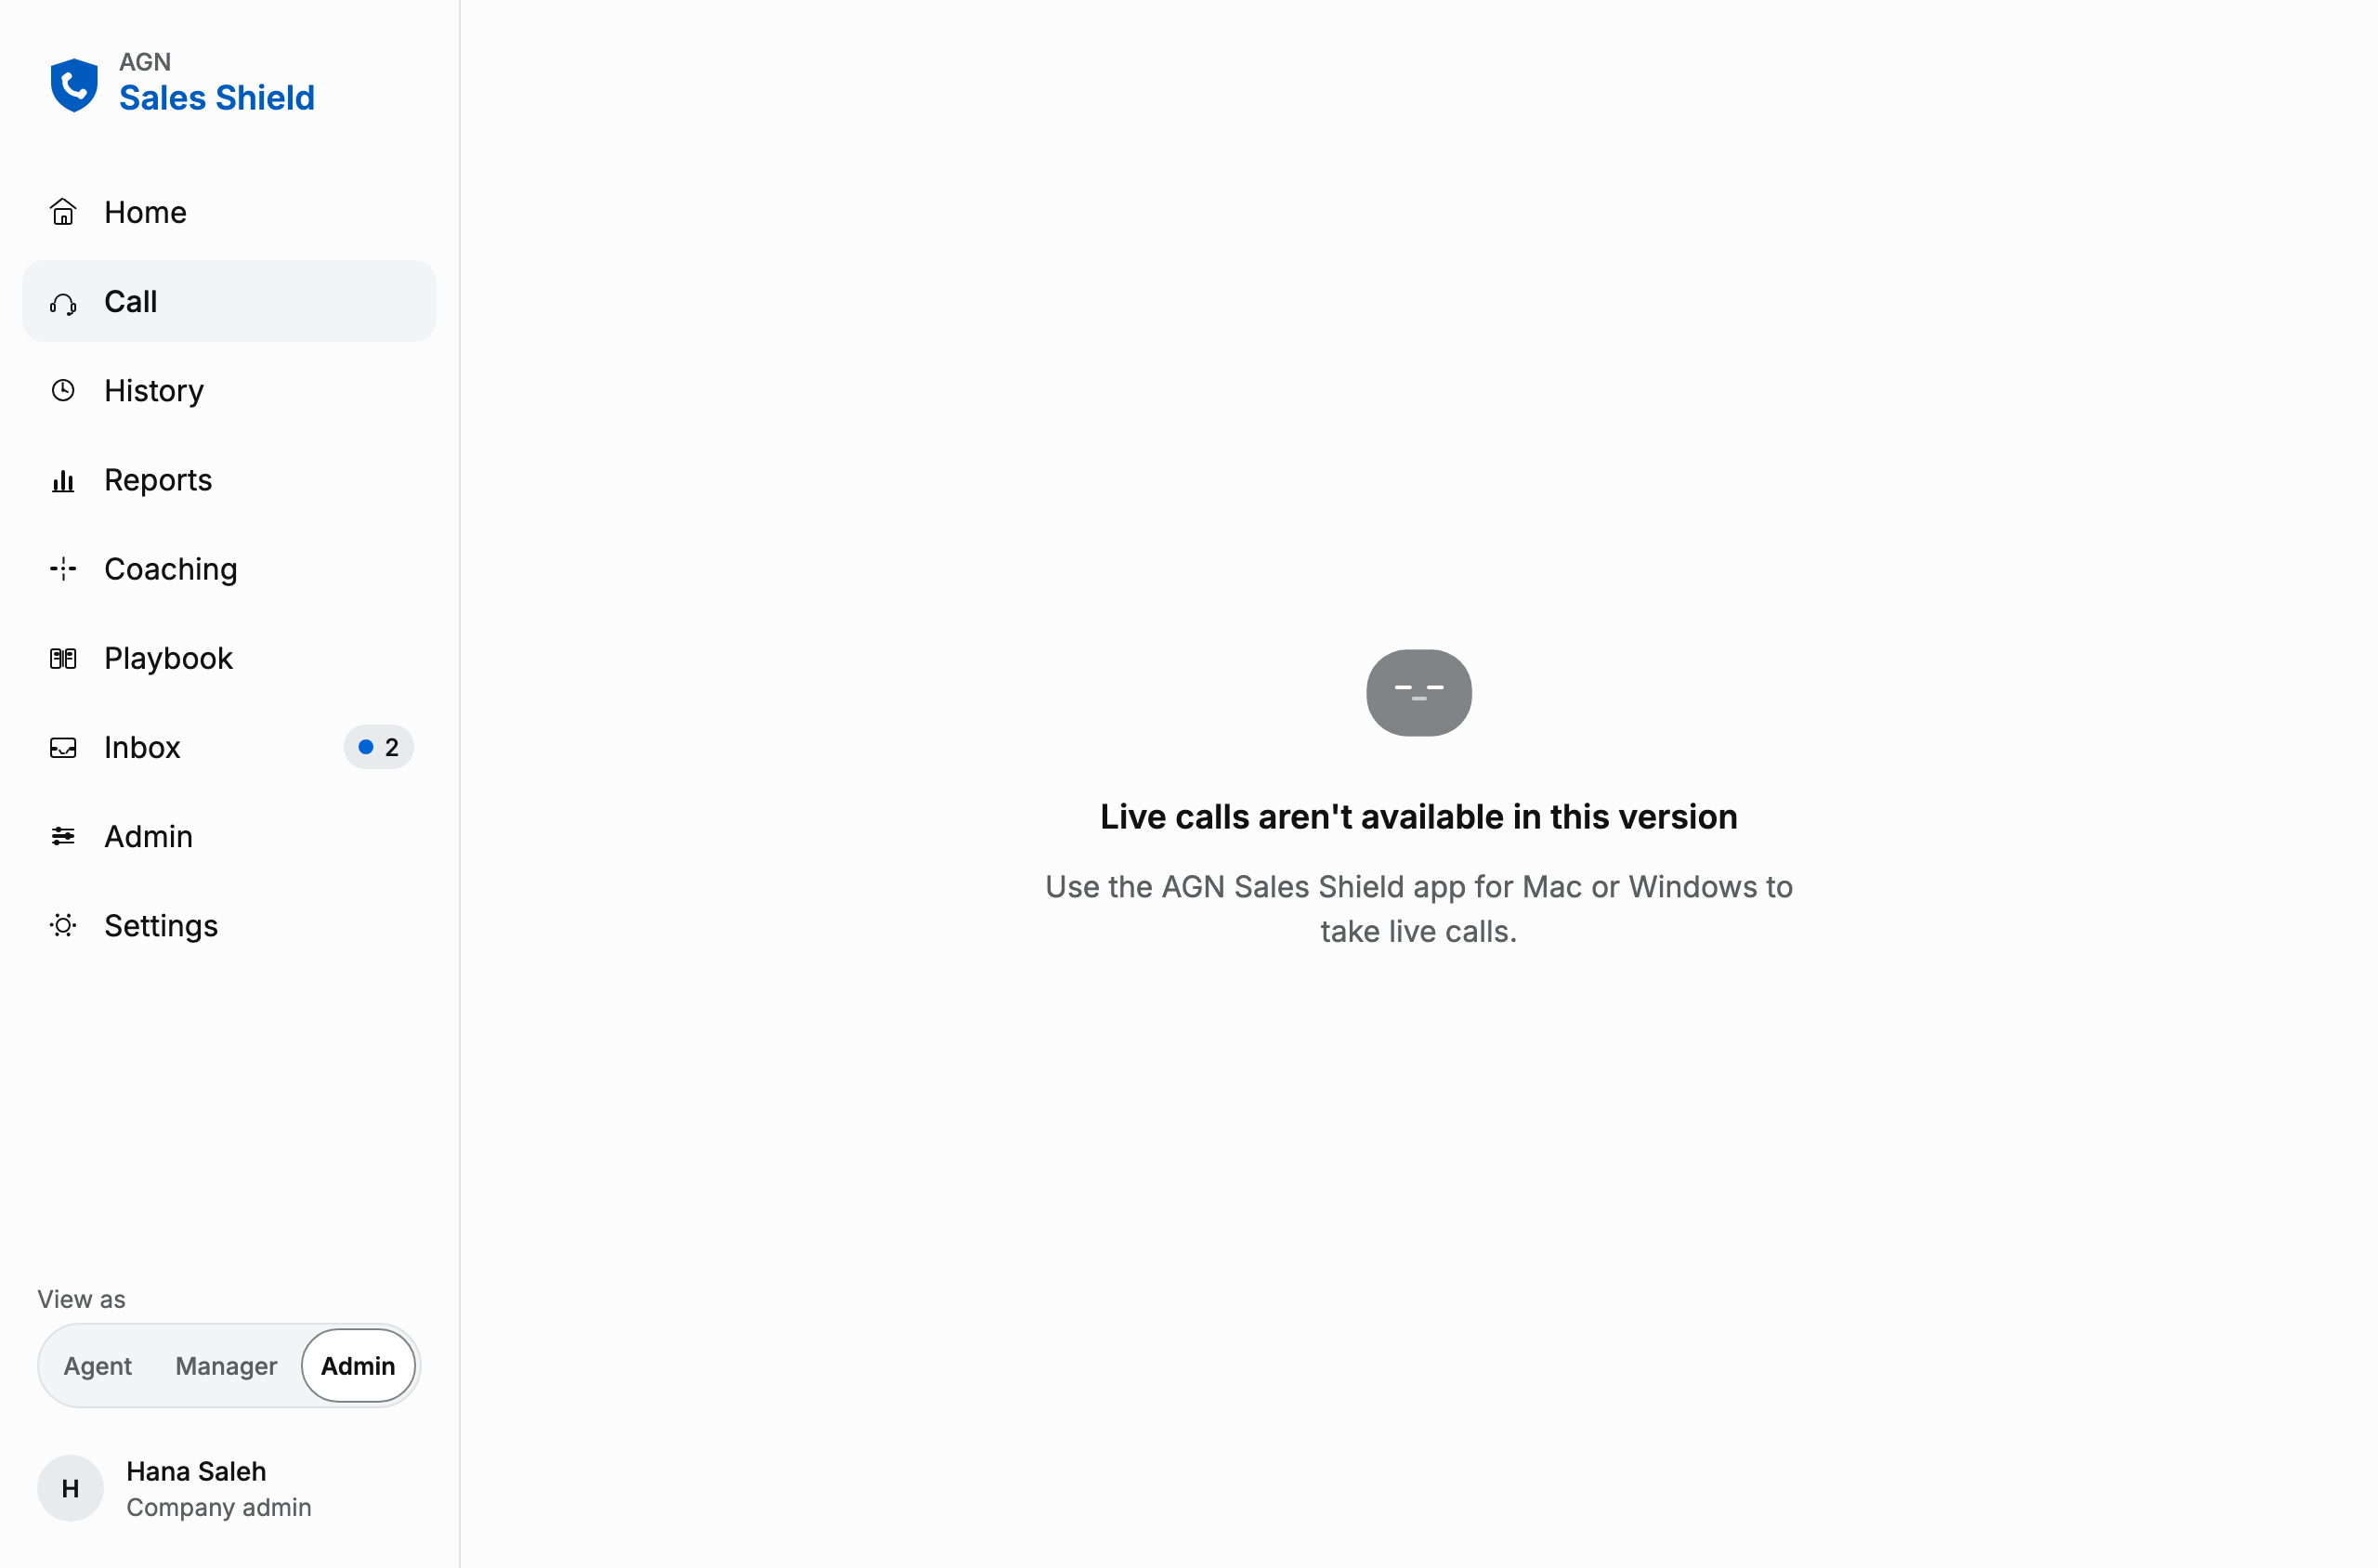 AGN
Sales Shield
Home
Call
History
Reports
Coaching
Playbook
Inbox
2
Admin
Settings
Live calls aren't available in this version
Use the AGN Sales Shield app for Mac or Windows to
take live calls.
View as
Agent
Manager
Admin
H
Hana Saleh
Company admin